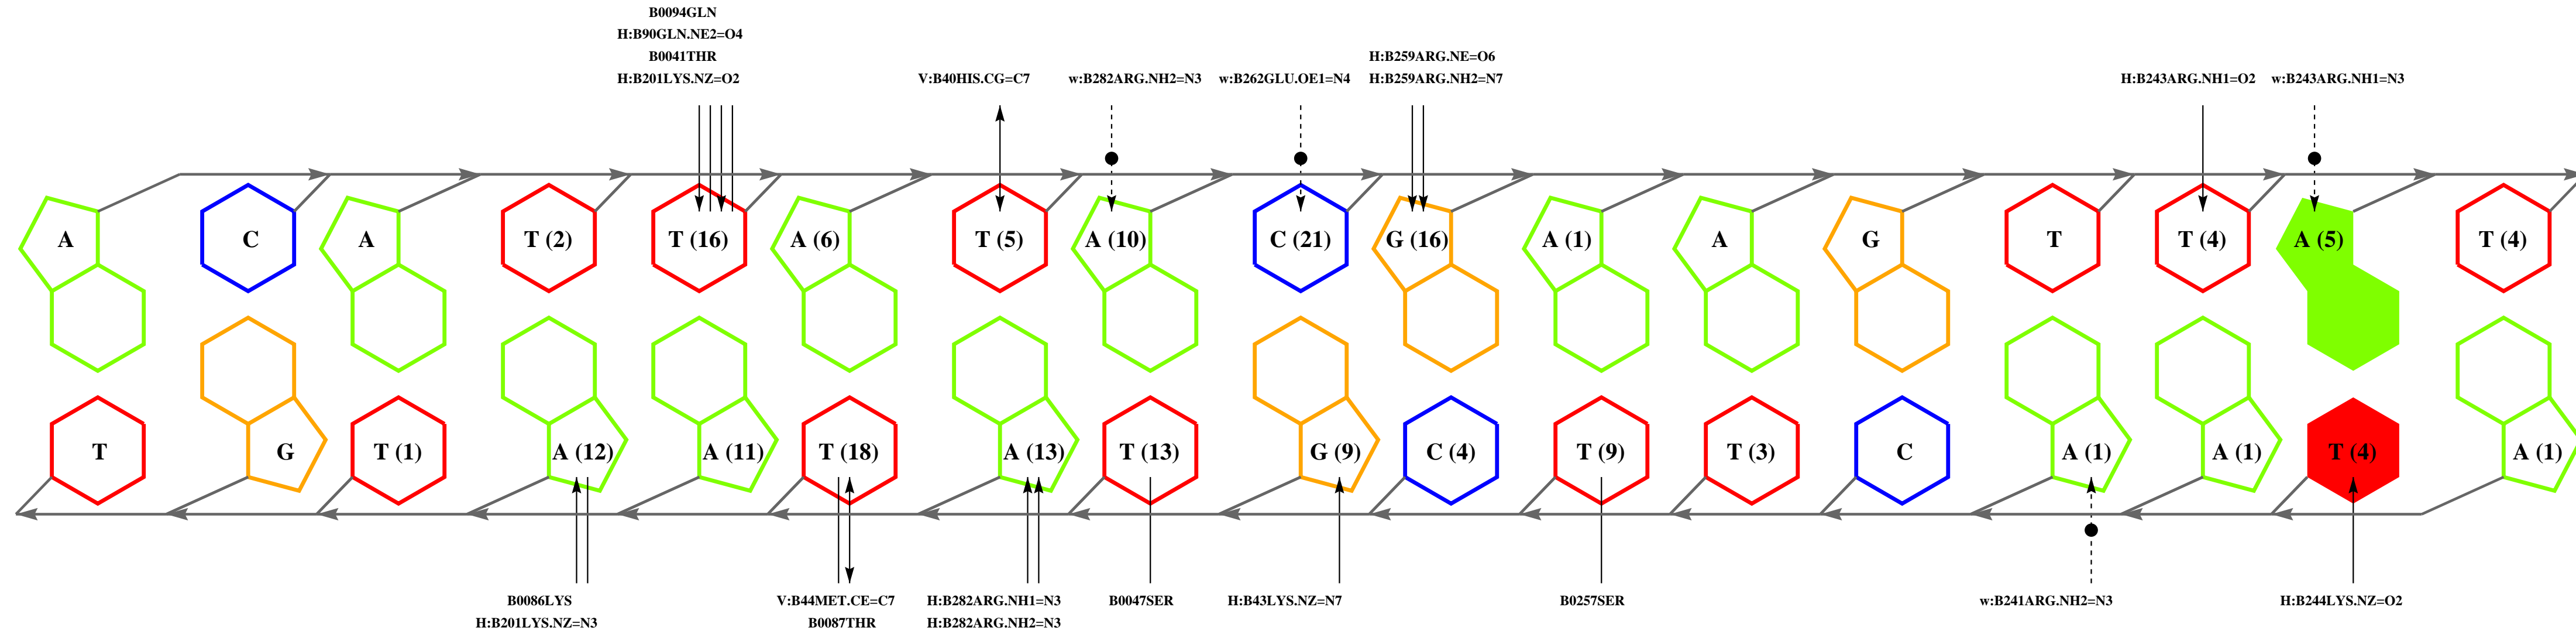 B0094GLN
H:B90GLN.NE2=O4
B0041THR
H:B259ARG.NE=O6
H:B201LYS.NZ=O2 V:B40HIS.CG=C7 w:B282ARG.NH2=N3 w:B262GLU.OE1=N4 H:B259ARG.NH2=N7 H:B243ARG.NH1=O2 w:B243ARG.NH1=N3
A C A T (2) T (16) A (6) T (5) A (10) C (21) G (16) A (1) A G T T (4) A (5) T (4)
T G T (1) A (12) A (11) T (18) A (13) T (13) G (9) C (4) T (9) T (3) C A (1) A (1) T (4) A (1)
B0086LYS V:B44MET.CE=C7 H:B282ARG.NH1=N3 B0047SER H:B43LYS.NZ=N7 B0257SER w:B241ARG.NH2=N3 H:B244LYS.NZ=O2
H:B201LYS.NZ=N3 B0087THR H:B282ARG.NH2=N3